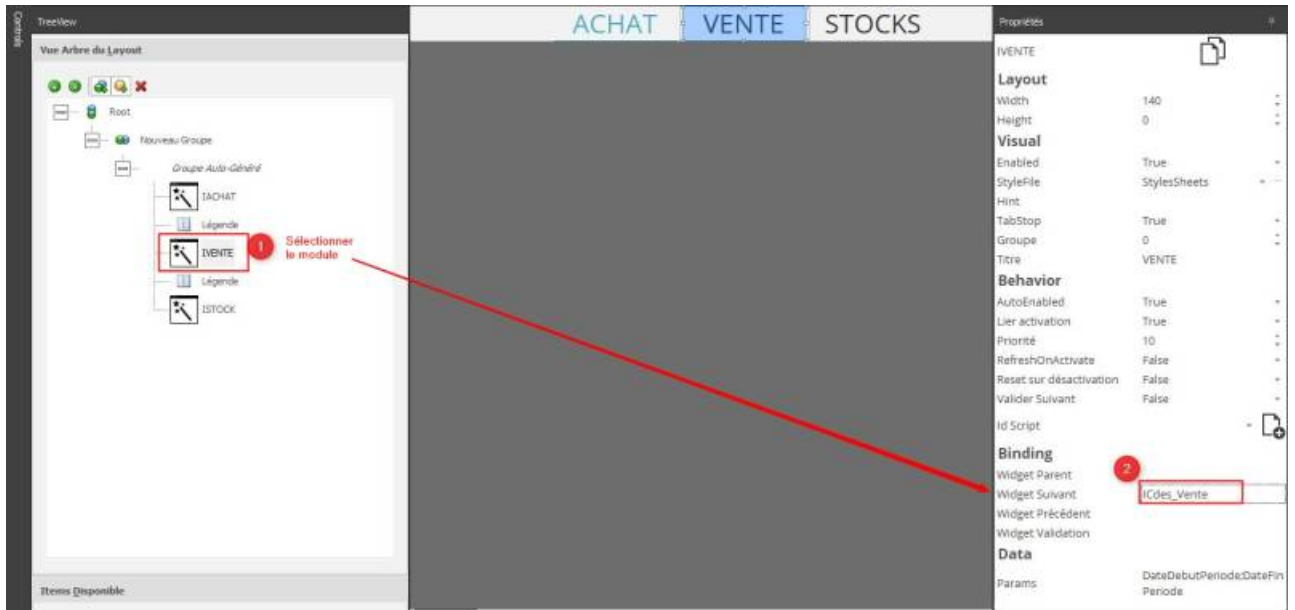 Controls
TreeView
Vue Arbre du Layout
Root
Nouveau Groupe
Groupe Auto-Généré
IACHAT
Légende
IVENTE
1
Sélectionner
le module
Légende
ISTOCK
Items Disponible
ACHAT
VENTE
STOCKS
Propriétés
IVENTE
Layout
Width 140
Height 0
Visual
Enabled True
StyleFile StylesSheets
Hint
TabStop True
Groupe 0
Titre VENTE
Behavior
AutoEnabled True
Lier activation True
Priorité 10
RefreshOnActivate False
Reset sur désactivation False
Valider Suivant False
Id Script
Binding
Widget Parent
2
Widget Suivant ICdes_Vente
Widget Précédent
Widget Validation
Data
Params DateDebutPeriode;DateFin
Periode